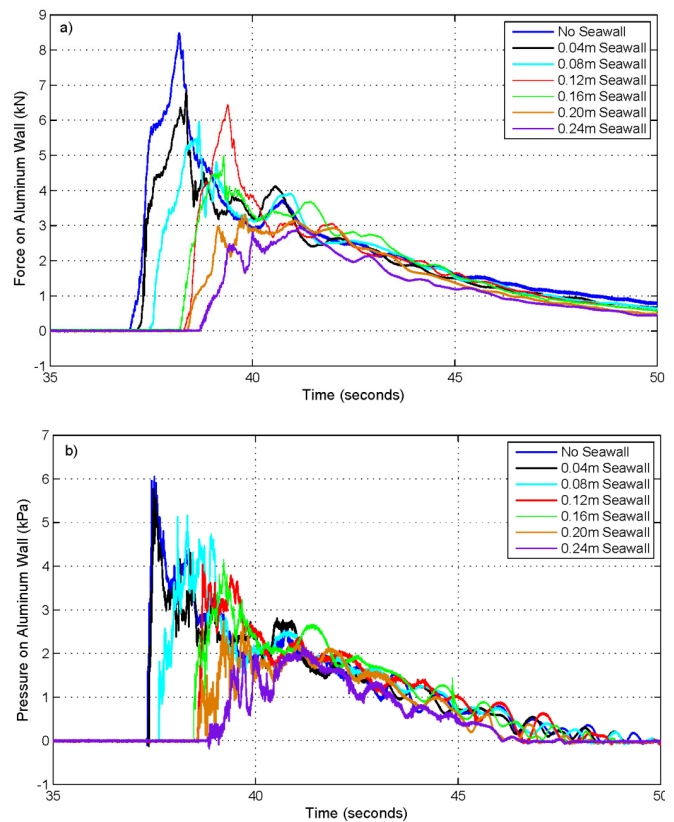 a)
No Seawall
0.04m Seawall
0.08m Seawall
0.12m Seawall
0.16m Seawall
0.20m Seawall
0.24m Seawall
Force on Aluminum Wall (kN)
9
8
7
6
5
4
3
2
1
0
-1
35 40 45 50
Time (seconds)
b)
No Seawall
0.04m Seawall
0.08m Seawall
0.12m Seawall
0.16m Seawall
0.20m Seawall
0.24m Seawall
Pressure on Aluminum Wall (kPa)
7
6
5
4
3
2
1
0
-1
35 40 45 50
Time (seconds)